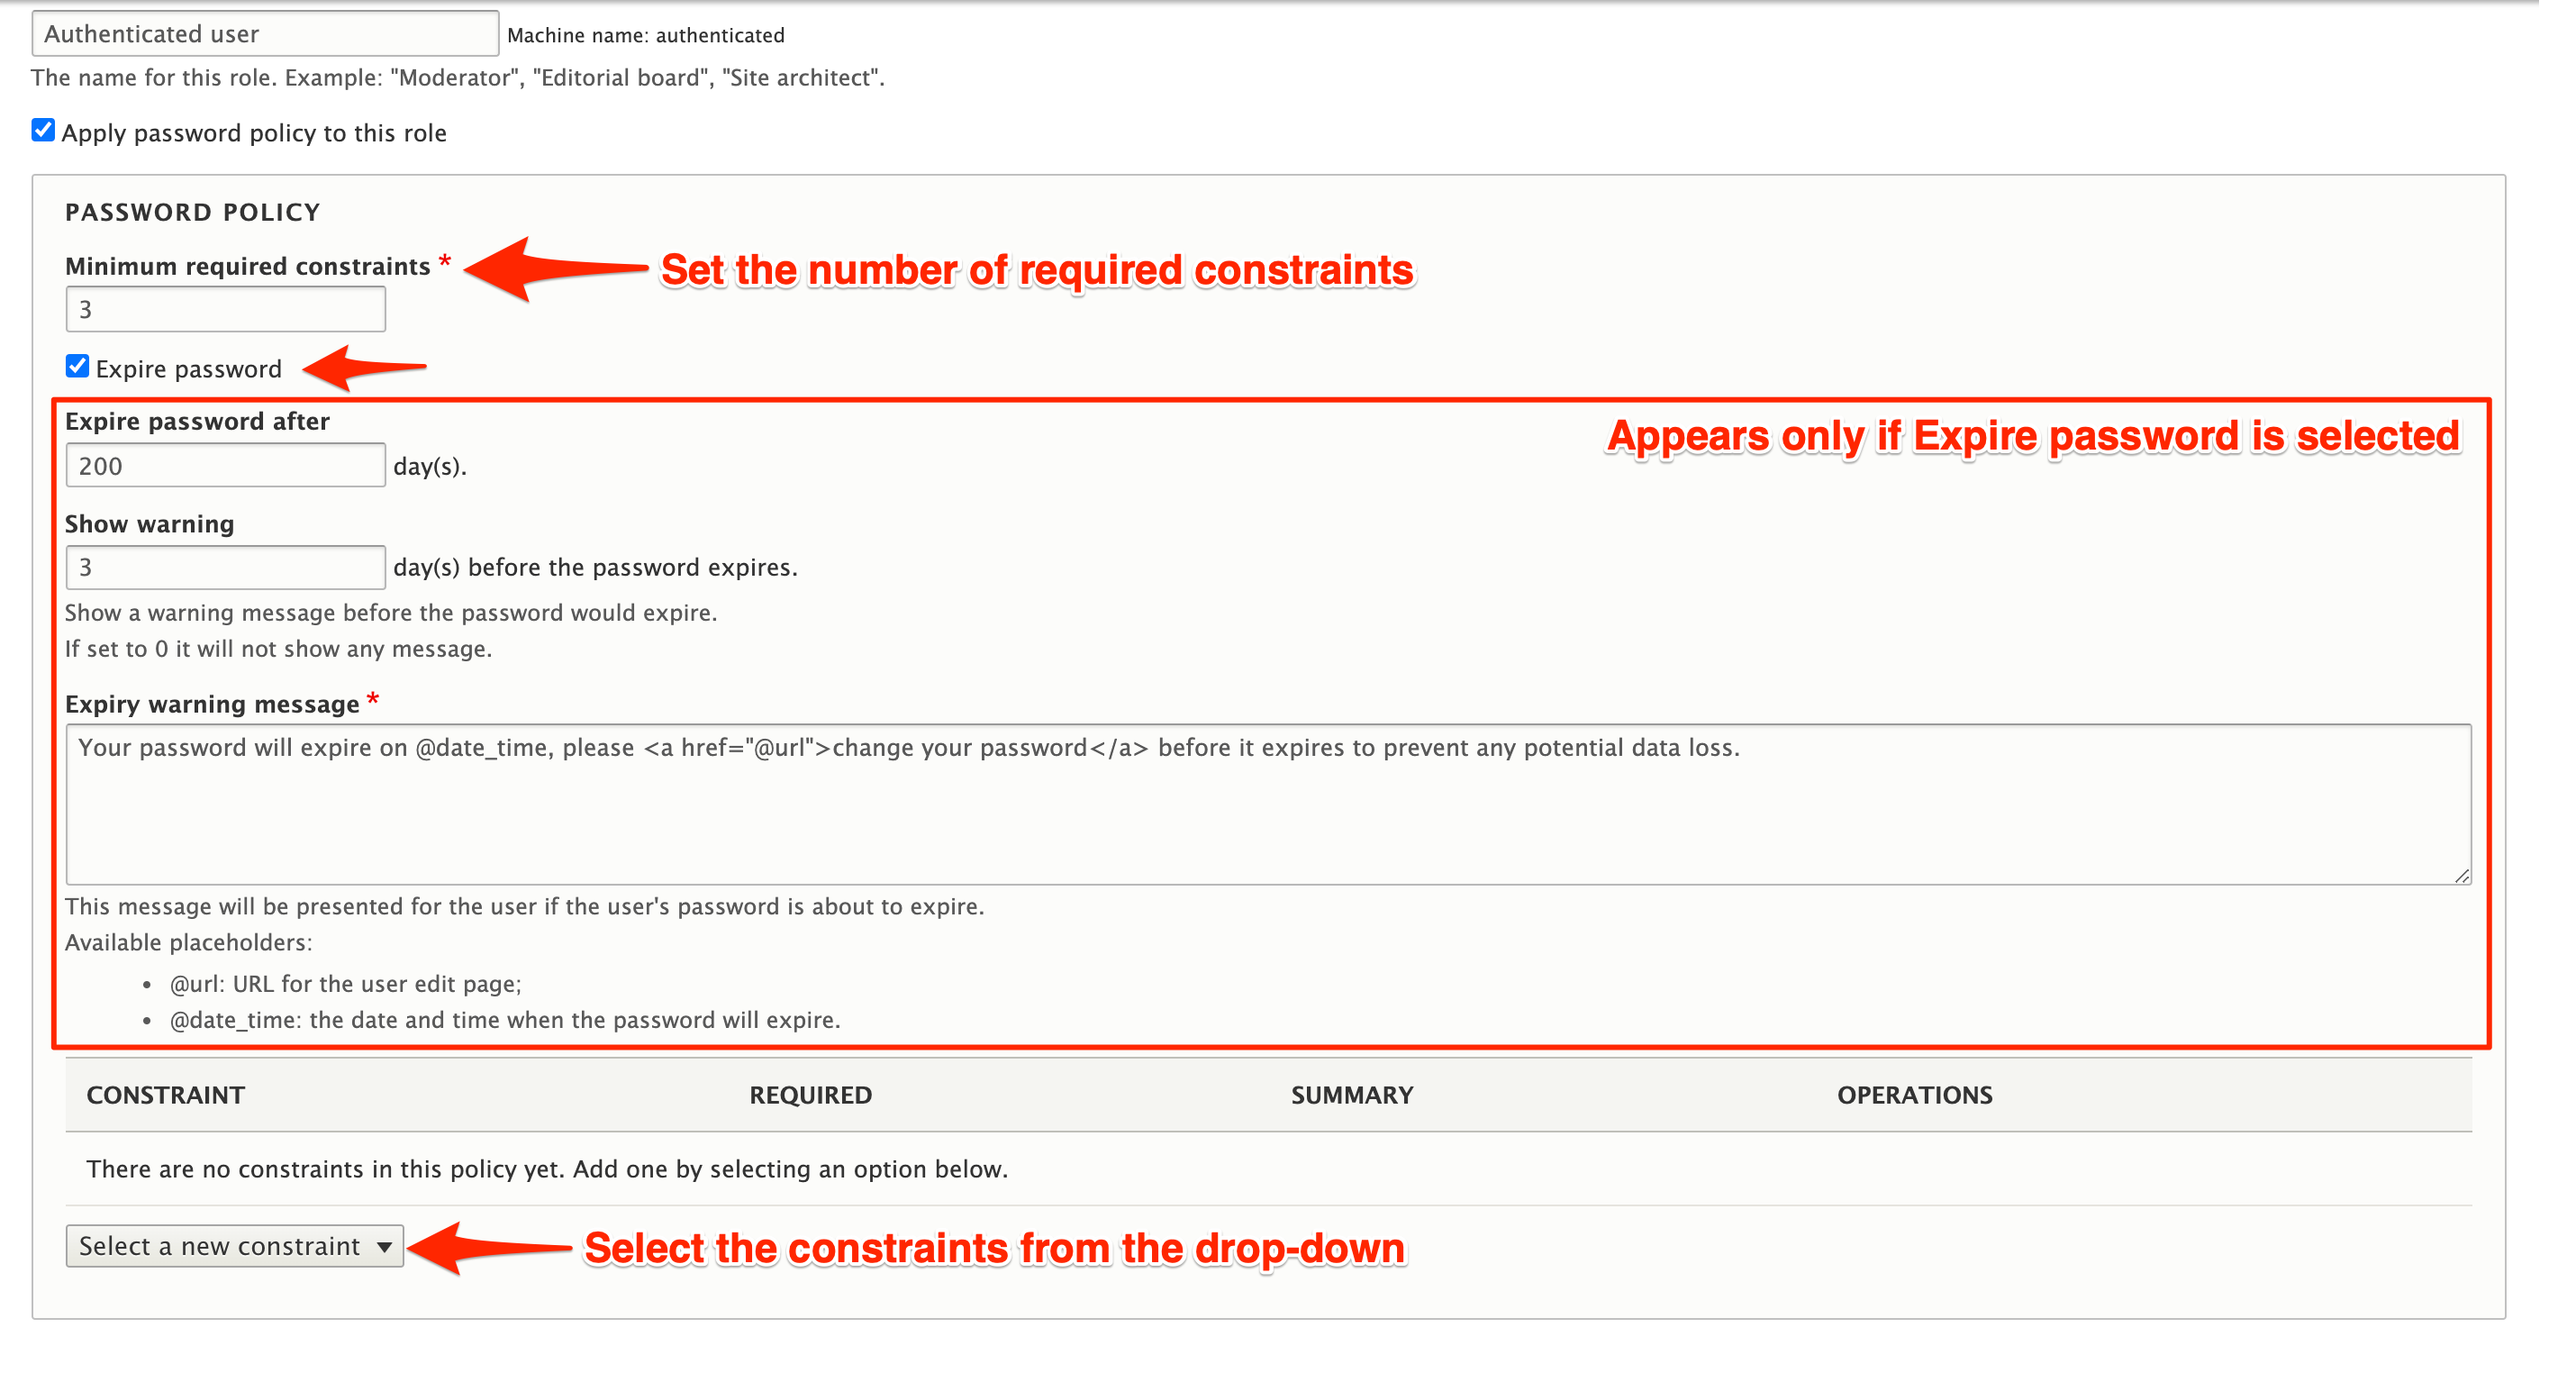 Authenticated user Machine name: authenticated
The name for this role. Example: "Moderator", "Editorial board", "Site architect".
Apply password policy to this role
PASSWORD POLICY
Minimum required constraints * Set the number of required constraints
3
Expire password
Expire password after
Appears only if Expire password is selected
200 day(s).
Show warning
3 day(s) before the password expires.
Show a warning message before the password would expire.
If set to 0 it will not show any message.
Expiry warning message *
Your password will expire on @date_time, please <a href="@url">change your password</a> before it expires to prevent any potential data loss.
This message will be presented for the user if the user's password is about to expire.
Available placeholders:
• @url: URL for the user edit page;
• @date_time: the date and time when the password will expire.
CONSTRAINT REQUIRED SUMMARY OPERATIONS
There are no constraints in this policy yet. Add one by selecting an option below.
Select a new constraint Select the constraints from the drop-down